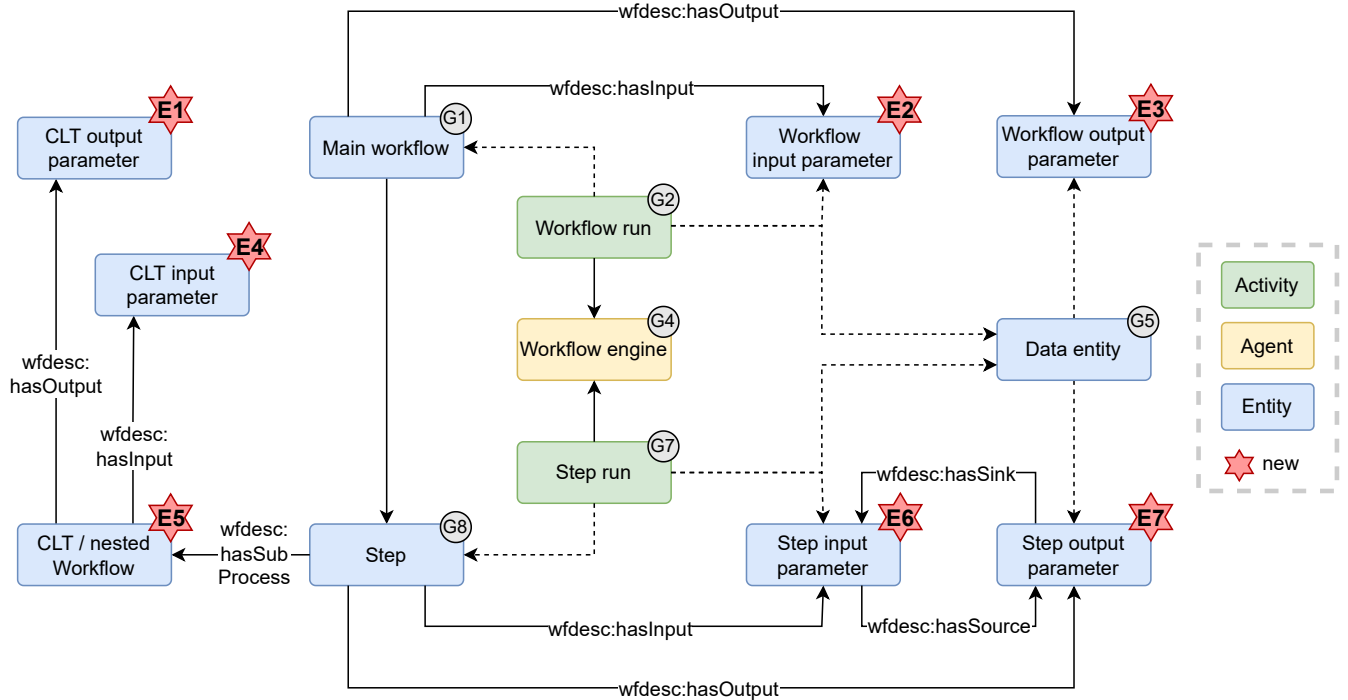 wfdesc:hasOutput
wfdesc:hasInput
E1
CLT output
parameter
G1
Main workflow
E2
Workflow
input parameter
E3
Workflow output
parameter
G2
Workflow run
E4
CLT input
parameter
G4
Workflow engine
G5
Data entity
Activity
Agent
Entity
new
wfdesc:
hasOutput
wfdesc:
hasInput
G7
Step run
wfdesc:hasSink
E5
CLT / nested
Workflow
wfdesc:
hasSub
Process
G8
Step
E6
Step input
parameter
E7
Step output
parameter
wfdesc:hasInput
wfdesc:hasSource
wfdesc:hasOutput